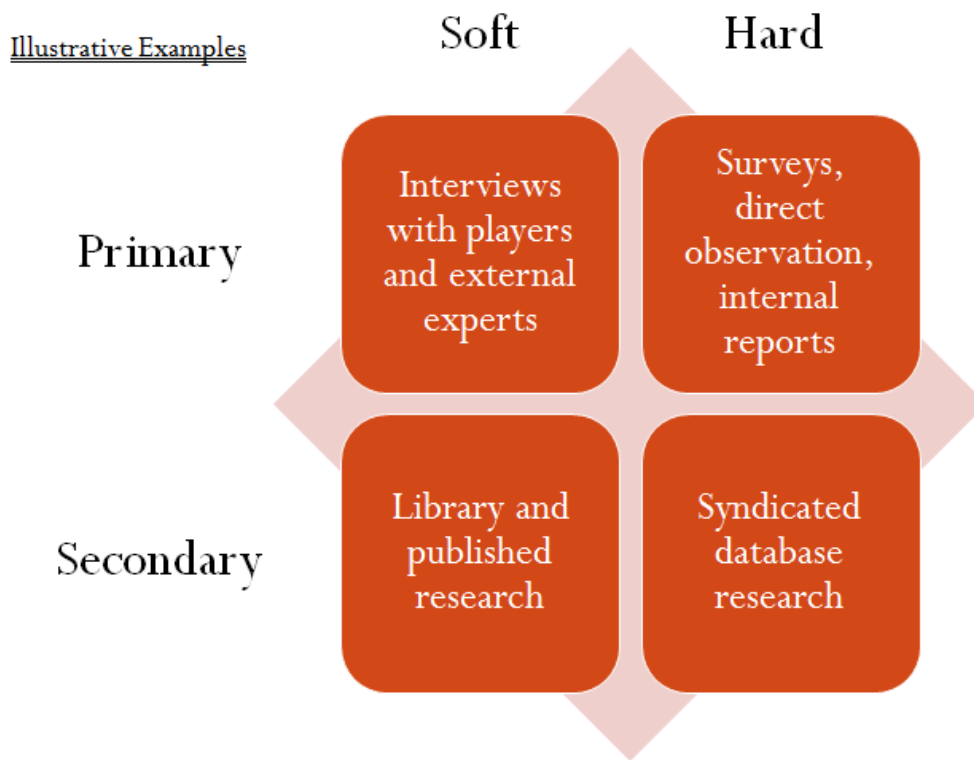 Illustrative Examples
Soft
Hard
Primary
Interviews
with players
and external
experts
Surveys,
direct
observation,
internal
reports
Secondary
Library and
published
research
Syndicated
database
research